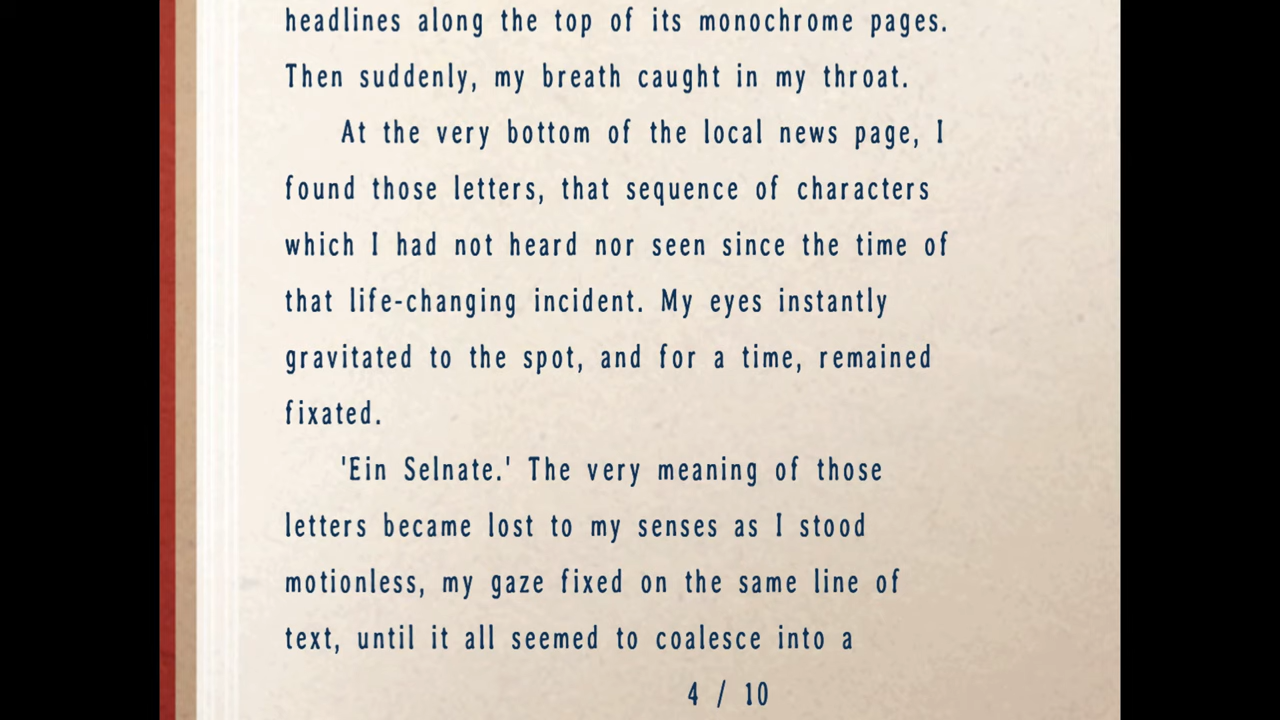 headlines along the top of its monochrome pages.
Then suddenly, my breath caught in my throat.
At the very bottom of the local news page, I
found those letters, that sequence of characters
which I had not heard nor seen since the time of
that life-changing incident. My eyes instantly
gravitated to the spot, and for a time, remained
fixated.
'Ein Selnate.' The very meaning of those
letters became lost to my senses as I stood
motionless, my gaze fixed on the same line of
text, until it all seemed to coalesce into a
4 / 10